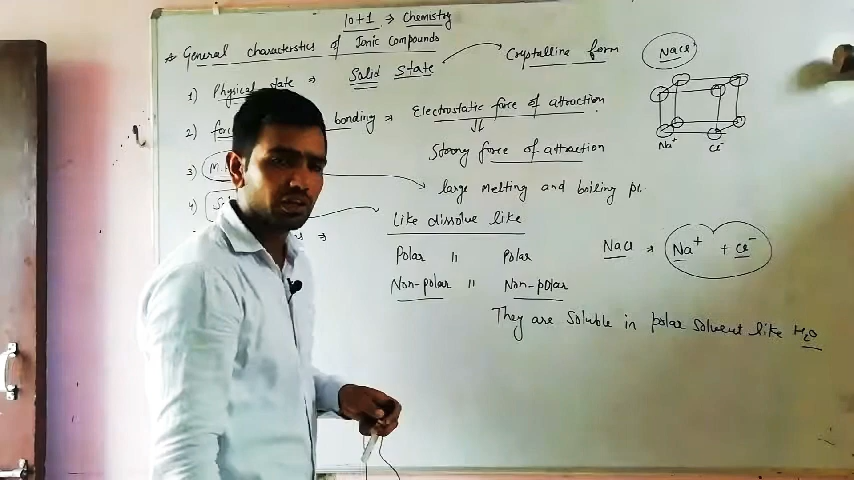 10+1 → Chemistry
* General characterstics of Ionic Compounds
1) Physical state ⇒ Solid state Crystalline form NaCl
2) bonding ⇒ Electrostatic force of attraction
⇓
Na⁺ Cl⁻
Strong force of attraction
3) M. large melting and boiling pt.
4)
Like dissolve like
Polar " Polar
NaCl → Na⁺ + Cl⁻
Non-polar " Non-polar
They are soluble in polar solvent like H₂O